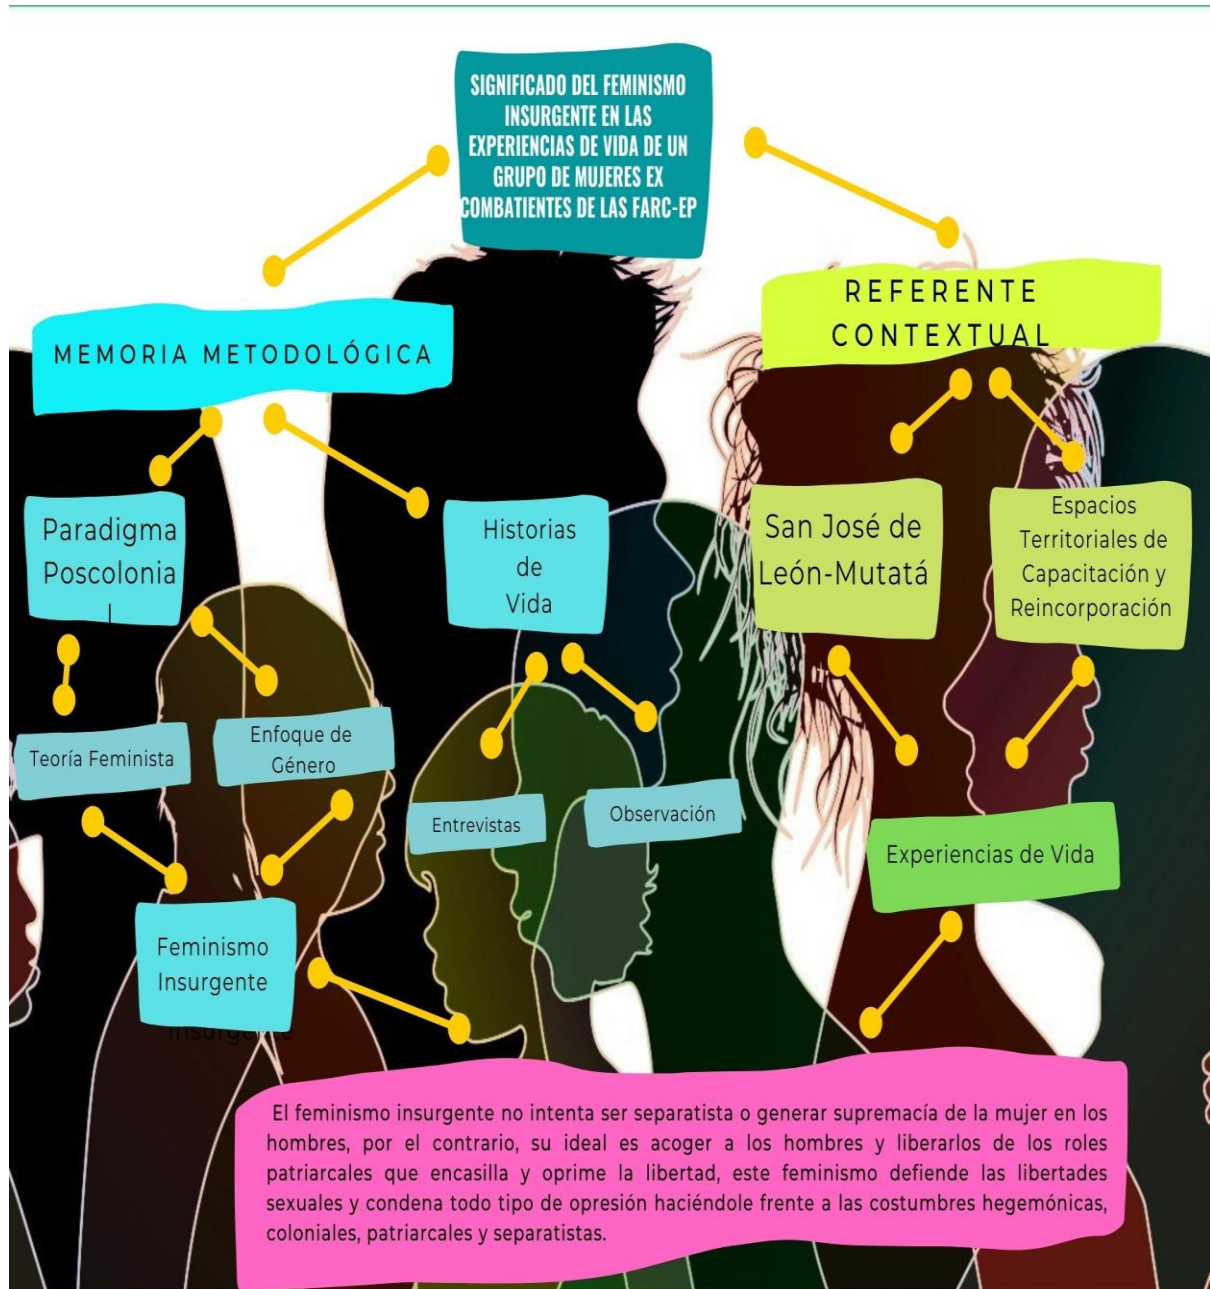 SIGNIFICADO DEL FEMINISMO
INSURGENTE EN LAS
EXPERIENCIAS DE VIDA DE UN
GRUPO DE MUJERES EX
COMBATIENTES DE LAS FARC-EP
MEMORIA METODOLÓGICA
REFERENTE
CONTEXTUAL
Paradigma
Poscolonia
l
Historias
de
Vida
San José de
León-Mutatá
Espacios
Territoriales de
Capacitación y
Reincorporación
Teoría Feminista
Enfoque de
Género
Entrevistas
Observación
Experiencias de Vida
Feminismo
Insurgente
Insurgente
El feminismo insurgente no intenta ser separatista o generar supremacía de la mujer en los
hombres, por el contrario, su ideal es acoger a los hombres y liberarlos de los roles
patriarcales que encasilla y oprime la libertad, este feminismo defiende las libertades
sexuales y condena todo tipo de opresión haciéndole frente a las costumbres hegemónicas,
coloniales, patriarcales y separatistas.